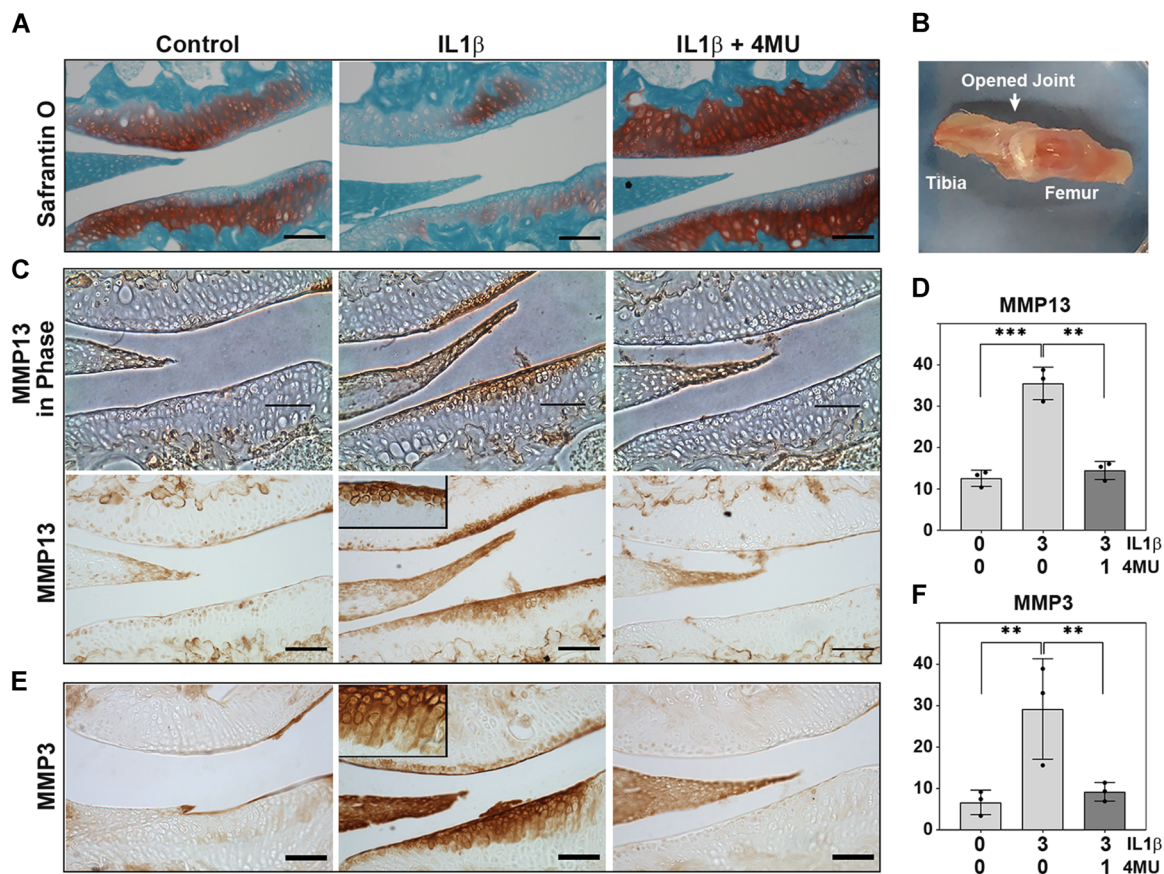 A
Control
IL1β
IL1β + 4MU
Safrantin O
B
Opened Joint
Tibia
Femur
C
MMP13
in Phase
MMP13
D
MMP13
*** **
40
30
20
10
0
0 3 3 IL1β
0 0 1 4MU
E
MMP3
F
MMP3
** **
40
30
20
10
0
0 3 3 IL1β
0 0 1 4MU